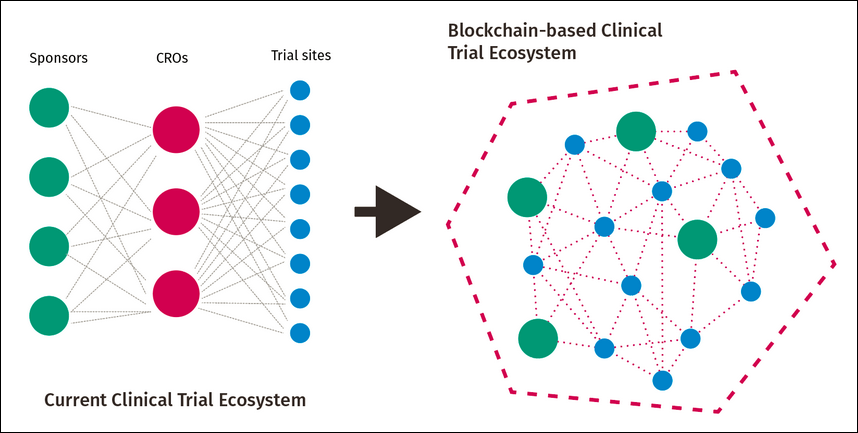 Sponsors
CROs
Trial sites
Current Clinical Trial Ecosystem
Blockchain-based Clinical
Trial Ecosystem